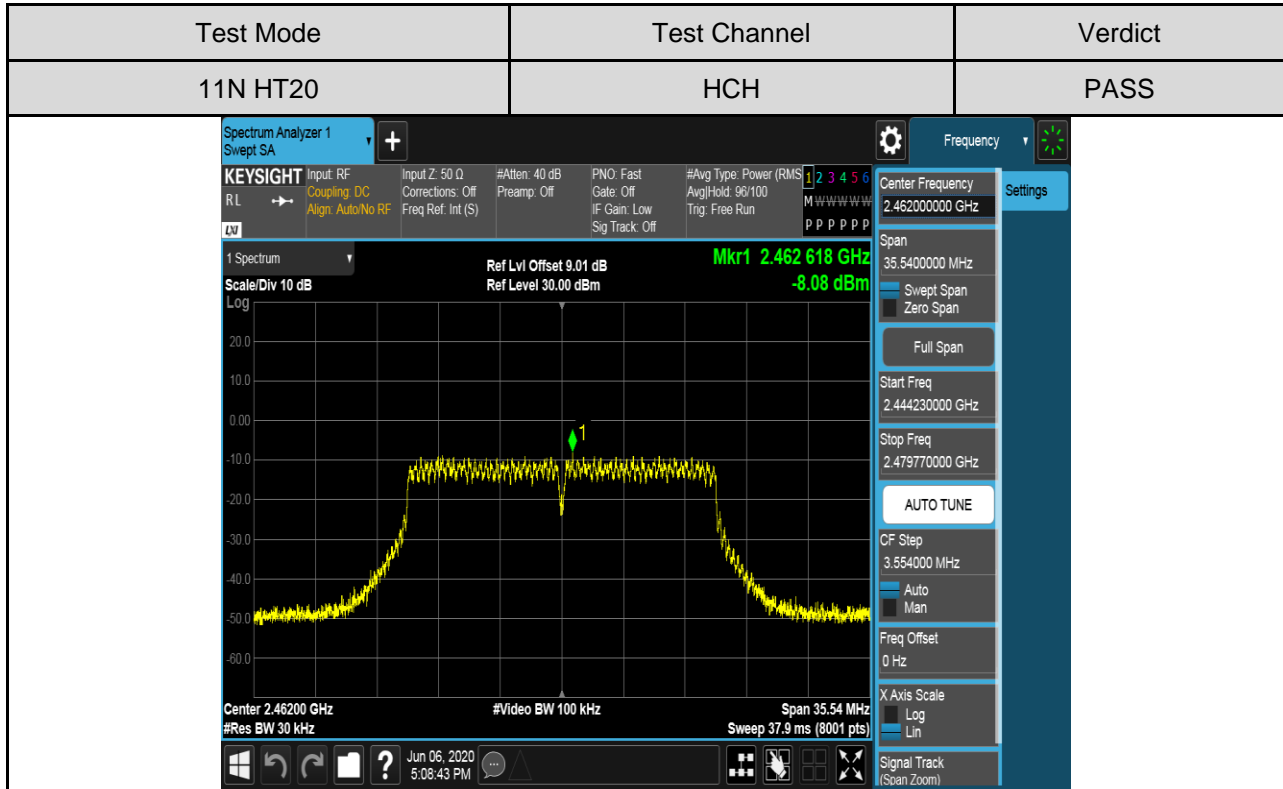 Test Mode Test Channel Verdict
11N HT20 HCH PASS
Spectrum Analyzer 1
Swept SA
+
Frequency
KEYSIGHT
RL
LXI
Input: RF
Coupling: DC
Align: Auto/No RF
Input Z: 50 Ω
Corrections: Off
Freq Ref: Int (S)
#Atten: 40 dB
Preamp: Off
PNO: Fast
Gate: Off
IF Gain: Low
Sig Track: Off
#Avg Type: Power (RMS
Avg|Hold: 96/100
Trig: Free Run
1 2 3 4 5 6
M W W W W W
P P P P P P
1 Spectrum
Scale/Div 10 dB
Log
Ref Lvl Offset 9.01 dB
Ref Level 30.00 dBm
Mkr1 2.462 618 GHz
-8.08 dBm
20.0
10.0
0.00
-10.0
-20.0
-30.0
-40.0
-50.0
-60.0
1
Center 2.46200 GHz
#Res BW 30 kHz
#Video BW 100 kHz
Span 35.54 MHz
Sweep 37.9 ms (8001 pts)
Center Frequency
2.462000000 GHz
Settings
Span
35.5400000 MHz
Swept Span
Zero Span
Full Span
Start Freq
2.444230000 GHz
Stop Freq
2.479770000 GHz
AUTO TUNE
CF Step
3.554000 MHz
Auto
Man
Freq Offset
0 Hz
X Axis Scale
Log
Lin
Signal Track
(Span Zoom)
?
Jun 06, 2020
5:08:43 PM